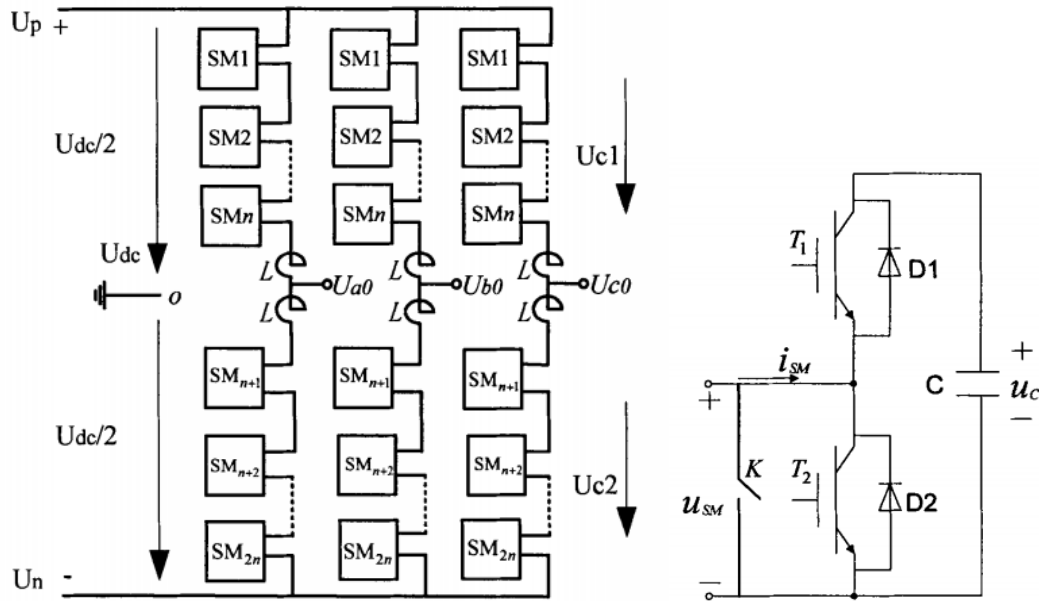 Up +
SM1 SM1 SM1
Udc/2
SM2 SM2 SM2
Uc1
SMn SMn SMn
Udc
L L L
o
Ua0 Ub0 Uc0
L L L
SMn+1 SMn+1 SMn+1
Udc/2
SMn+2 SMn+2 SMn+2
Uc2
SM2n SM2n SM2n
Un -
T1
D1
iSM
+
C
+
uC
−
K
T2
uSM
D2
−